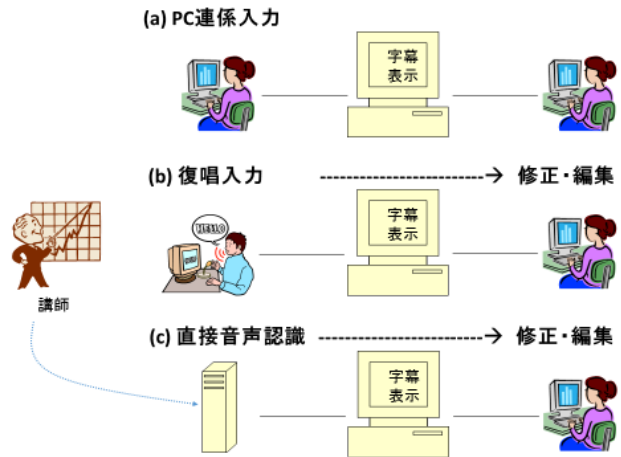 (a) PC連係入力
字幕
表示
(b) 復唱入力 ----------------------→ 修正・編集
HELLO
字幕
表示
講師
(c) 直接音声認識 ----------------------→ 修正・編集
字幕
表示